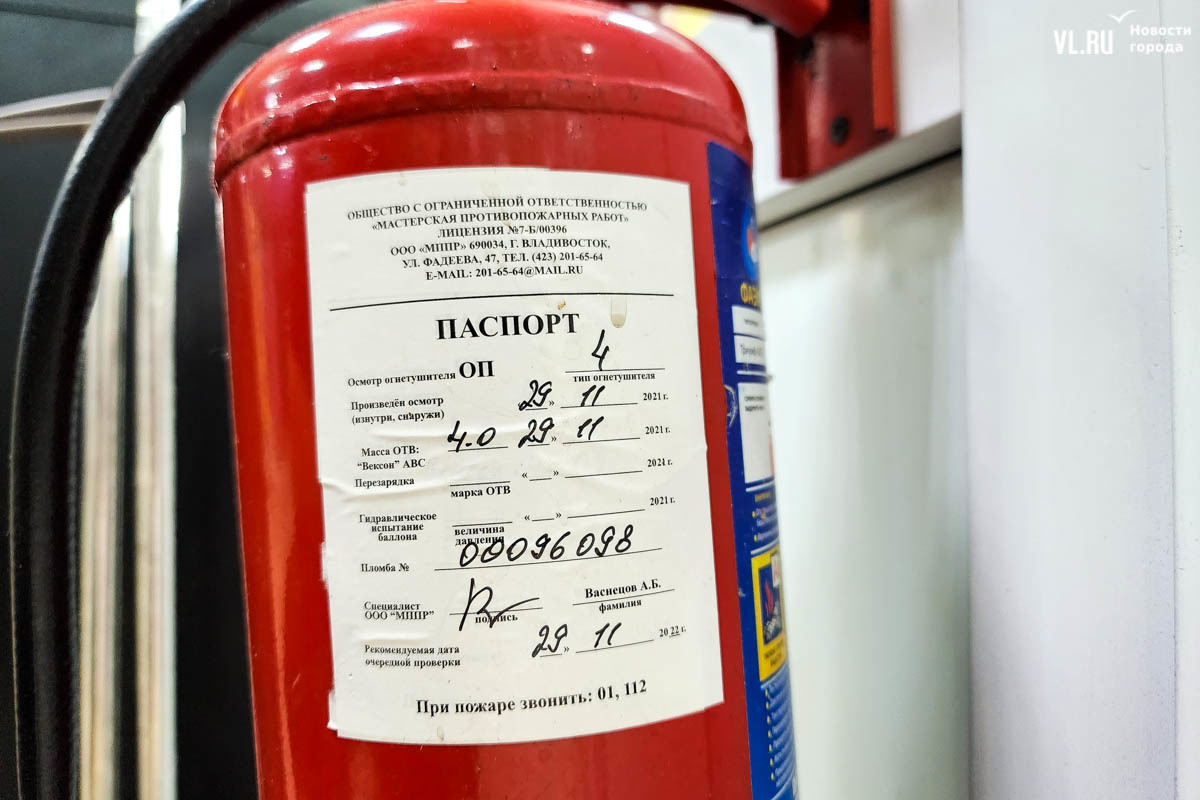 VL.RU Новости
города
ОБЩЕСТВО С ОГРАНИЧЕННОЙ ОТВЕТСТВЕННОСТЬЮ
«МАСТЕРСКАЯ ПРОТИВОПОЖАРНЫХ РАБОТ»
ЛИЦЕНЗИЯ №7-Б/00396
ООО «МППР» 690034, Г. ВЛАДИВОСТОК,
УЛ. ФАДЕЕВА, 47, ТЕЛ. (423) 201-65-64
E-MAIL: 201-65-64@MAIL.RU
ПАСПОРТ
Осмотр огнетушителя ОП 4
тип огнетушителя
Произведён осмотр 29 » 11 2021 г.
(изнутри, снаружи)
Масса ОТВ: 4.0 29 » 11 2021 г.
"Вексон" АВС
Перезарядка « » 2021 г.
марка ОТВ
Гидравлическое « » 2021 г.
испытание величина
баллона давления
Пломба № 00096098
Специалист Васнецов А.Б.
ООО "МППР" подпись фамилия
Рекомендуемая дата 29 » 11 2022 г.
очередной проверки
При пожаре звонить: 01, 112